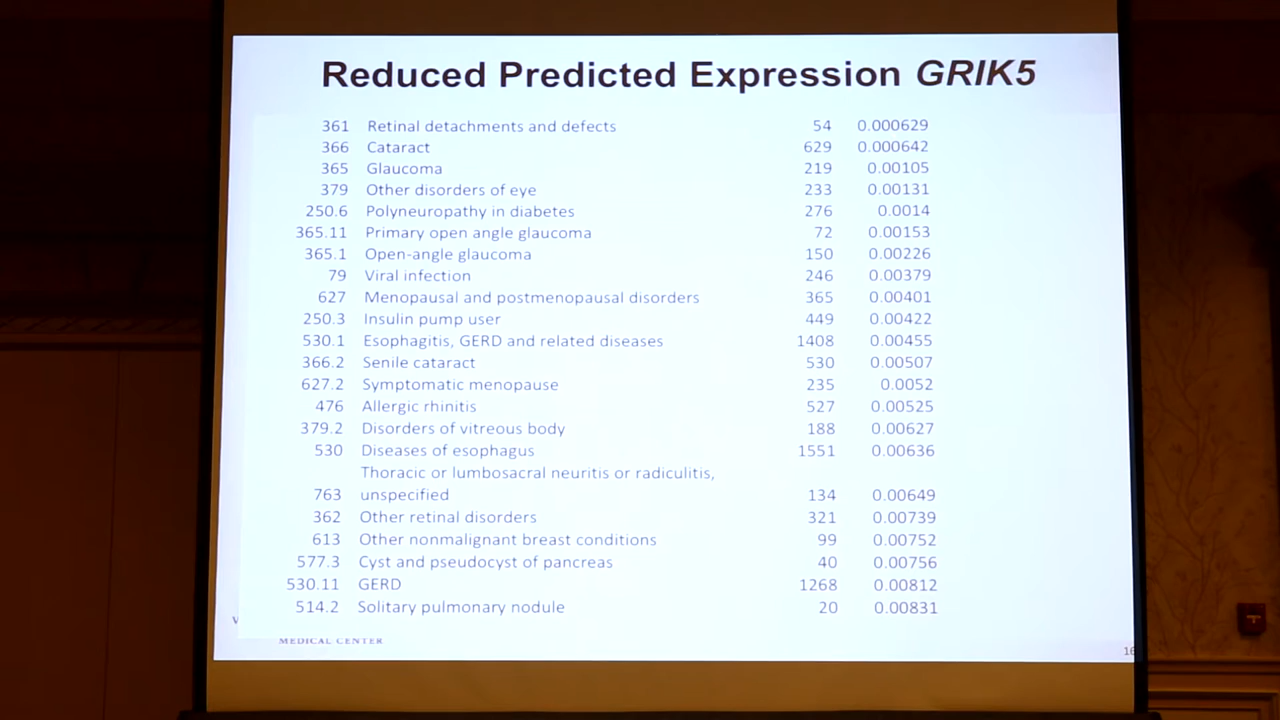 Reduced Predicted Expression GRIK5
361 Retinal detachments and defects 54 0.000629
366 Cataract 629 0.000642
365 Glaucoma 219 0.00105
379 Other disorders of eye 233 0.00131
250.6 Polyneuropathy in diabetes 276 0.0014
365.11 Primary open angle glaucoma 72 0.00153
365.1 Open-angle glaucoma 150 0.00226
79 Viral infection 246 0.00379
627 Menopausal and postmenopausal disorders 365 0.00401
250.3 Insulin pump user 449 0.00422
530.1 Esophagitis, GERD and related diseases 1408 0.00455
366.2 Senile cataract 530 0.00507
627.2 Symptomatic menopause 235 0.0052
476 Allergic rhinitis 527 0.00525
379.2 Disorders of vitreous body 188 0.00627
530 Diseases of esophagus 1551 0.00636
Thoracic or lumbosacral neuritis or radiculitis,
763 unspecified 134 0.00649
362 Other retinal disorders 321 0.00739
613 Other nonmalignant breast conditions 99 0.00752
577.3 Cyst and pseudocyst of pancreas 40 0.00756
530.11 GERD 1268 0.00812
514.2 Solitary pulmonary nodule 20 0.00831
MEDICAL CENTER